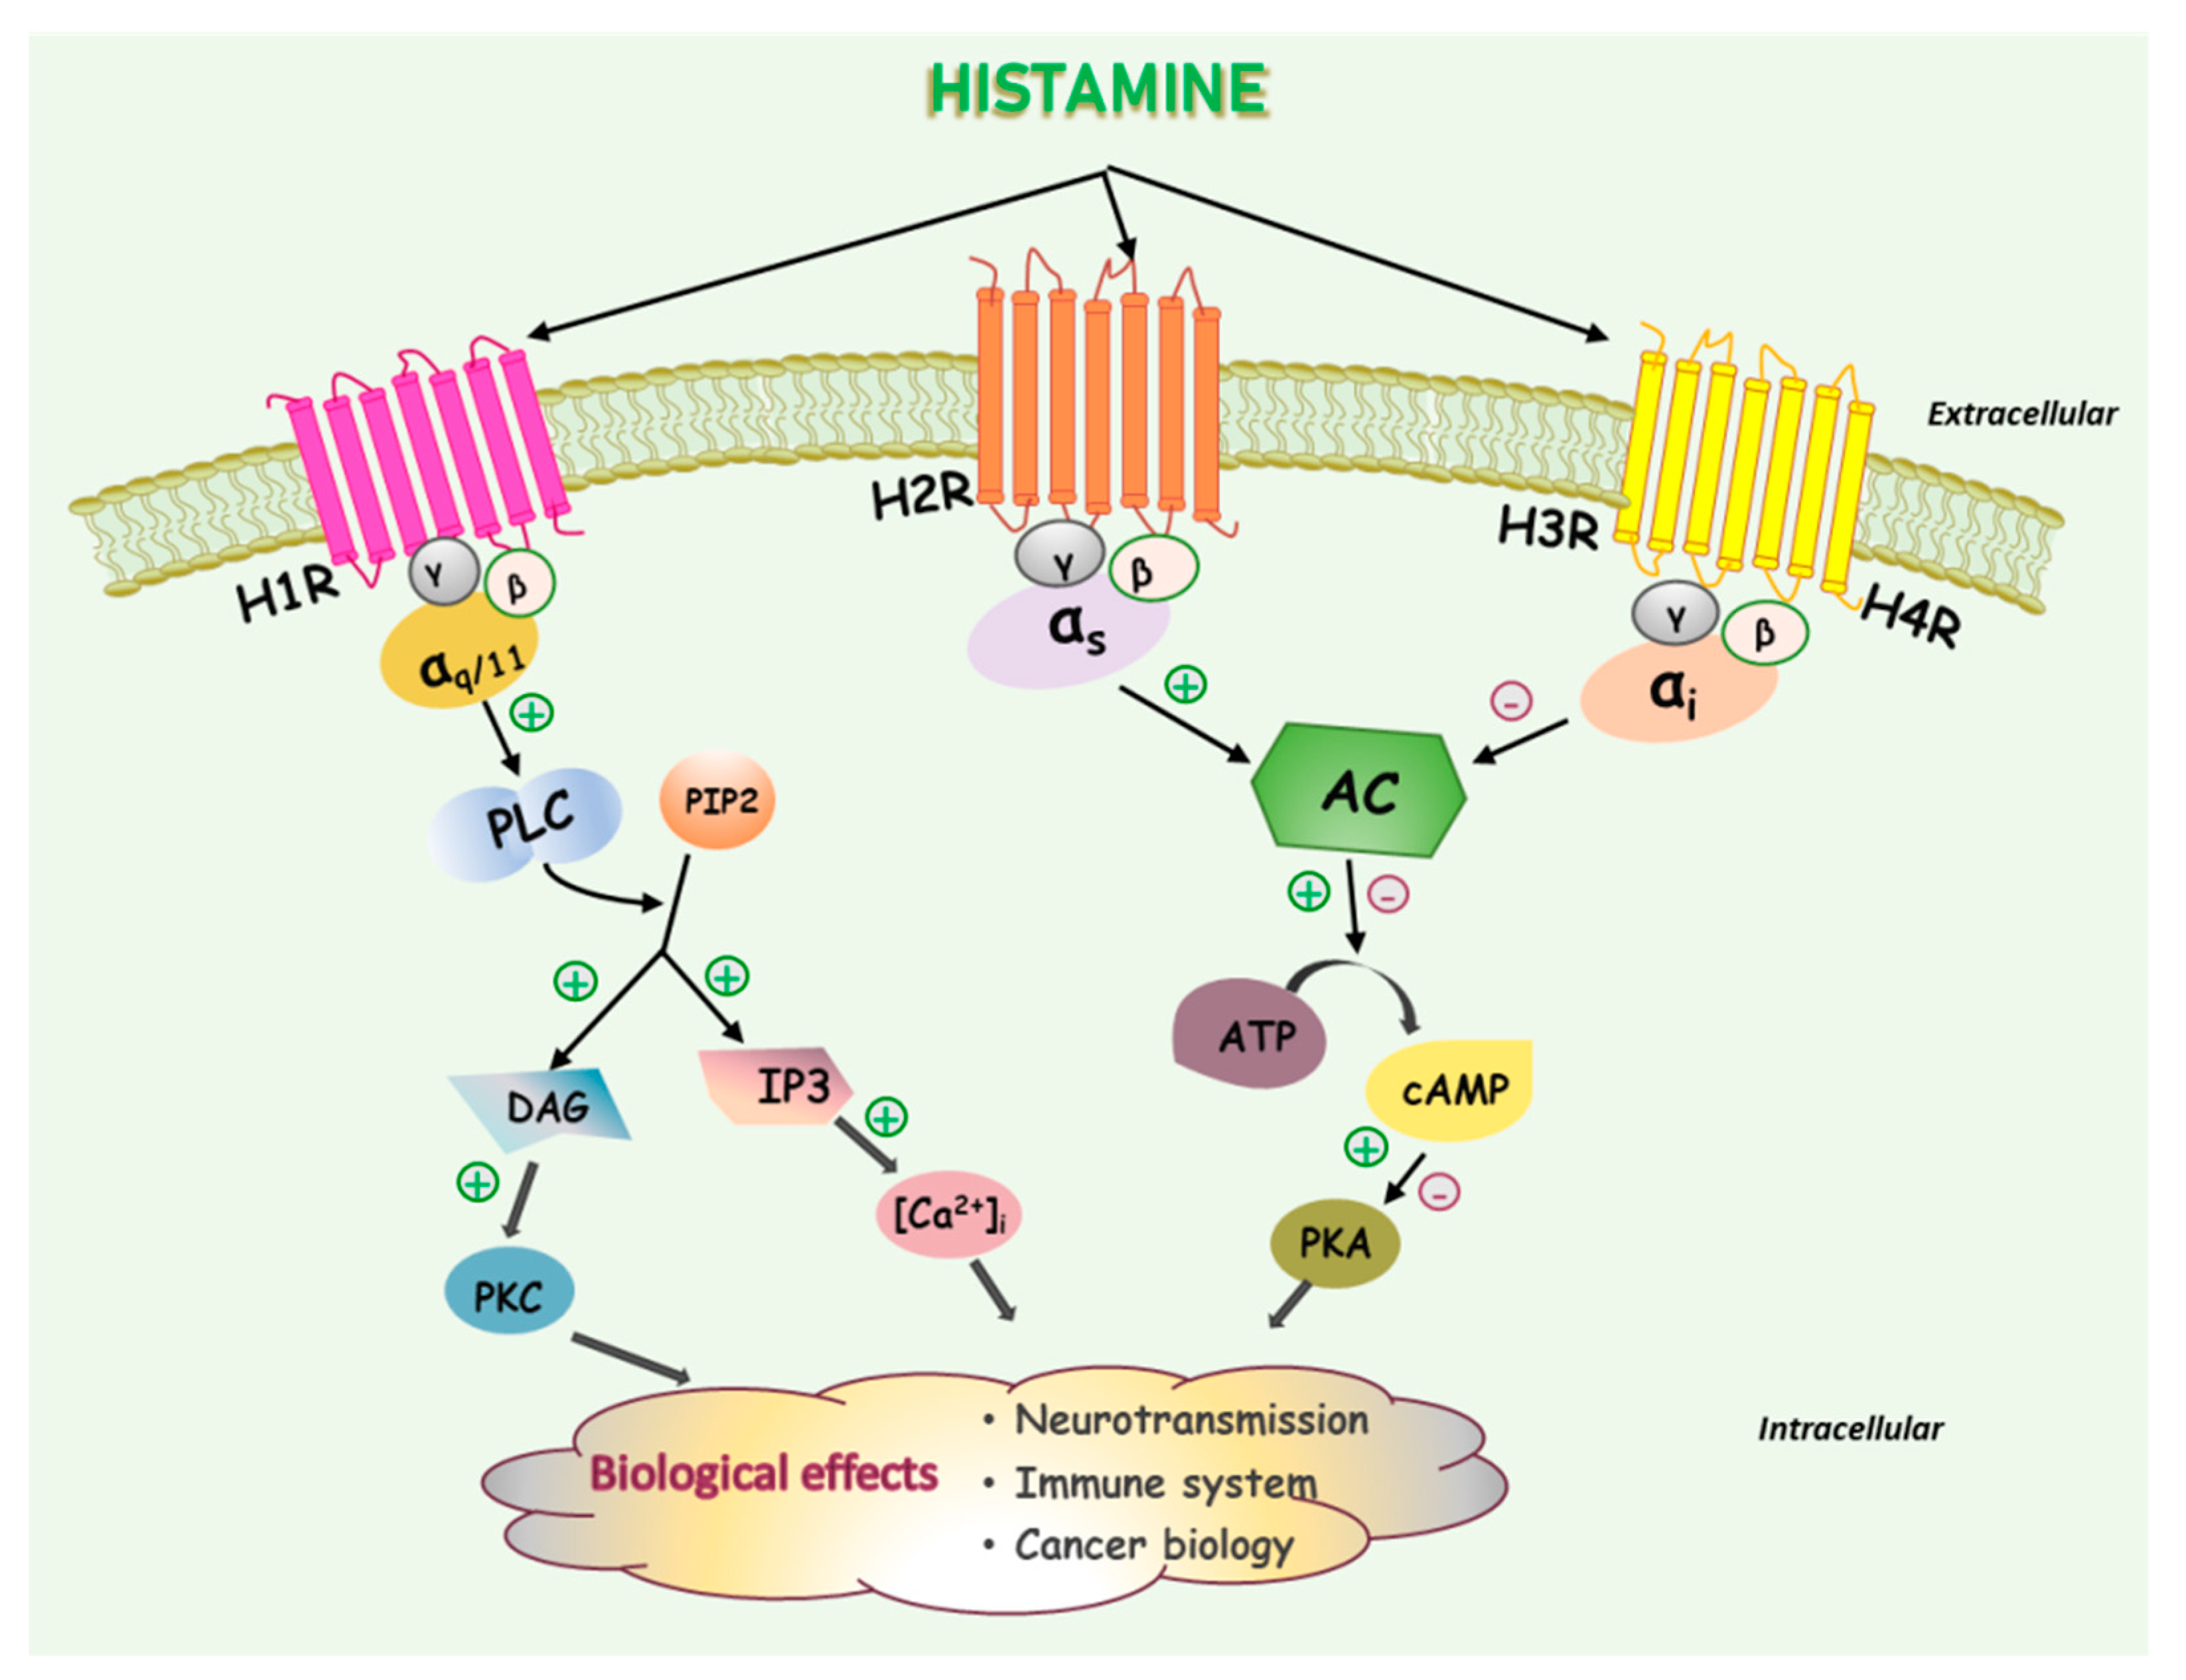 HISTAMINE
Extracellular
H1R
H2R
H3R
H4R
γ
β
αq/11
γ
β
αs
γ
β
αi
+
+
-
PLC
PIP2
AC
+
-
+
+
ATP
cAMP
DAG
IP3
+
+
-
+
[Ca²⁺]i
PKA
PKC
Biological effects
• Neurotransmission
• Immune system
• Cancer biology
Intracellular